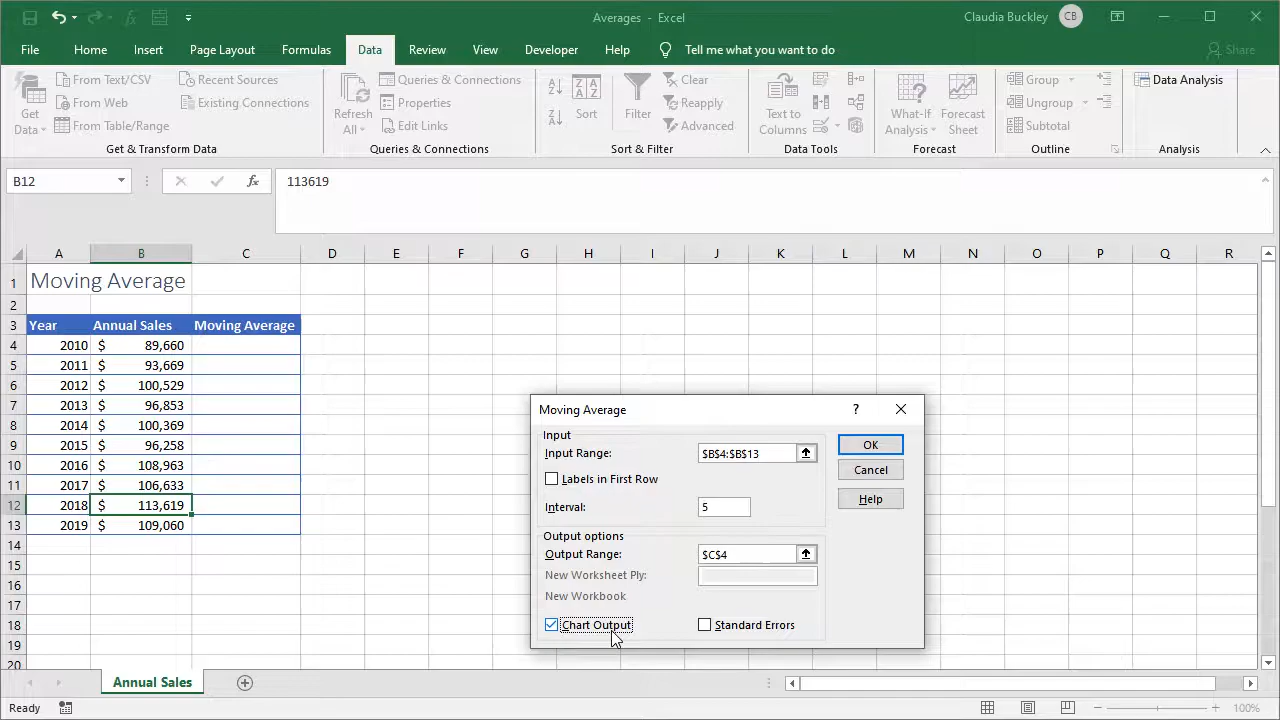 Averages - Excel
Claudia Buckley
CB
File Home Insert Page Layout Formulas Data Review View Developer Help Tell me what you want to do Share
Get Data
From Text/CSV
From Web
From Table/Range
Recent Sources
Existing Connections
Get & Transform Data
Refresh All
Queries & Connections
Properties
Edit Links
Queries & Connections
Sort
Filter
Clear
Reapply
Advanced
Sort & Filter
Text to Columns
Data Tools
What-If Analysis
Forecast Sheet
Forecast
Group
Ungroup
Subtotal
Outline
Data Analysis
Analysis
B12 fx 113619
A B C D E F G H I J K L M N O P Q R
1 Moving Average
2
3 Year Annual Sales Moving Average
4 2010 $ 89,660
5 2011 $ 93,669
6 2012 $ 100,529
7 2013 $ 96,853
8 2014 $ 100,369
9 2015 $ 96,258
10 2016 $ 108,963
11 2017 $ 106,633
12 2018 $ 113,619
13 2019 $ 109,060
14
15
16
17
18
19
20
Moving Average ?
Input
Input Range: $B$4:$B$13
Labels in First Row
Interval: 5
Output options
Output Range: $C$4
New Worksheet Ply:
New Workbook
Chart Output
Standard Errors
OK
Cancel
Help
Annual Sales
Ready
100%